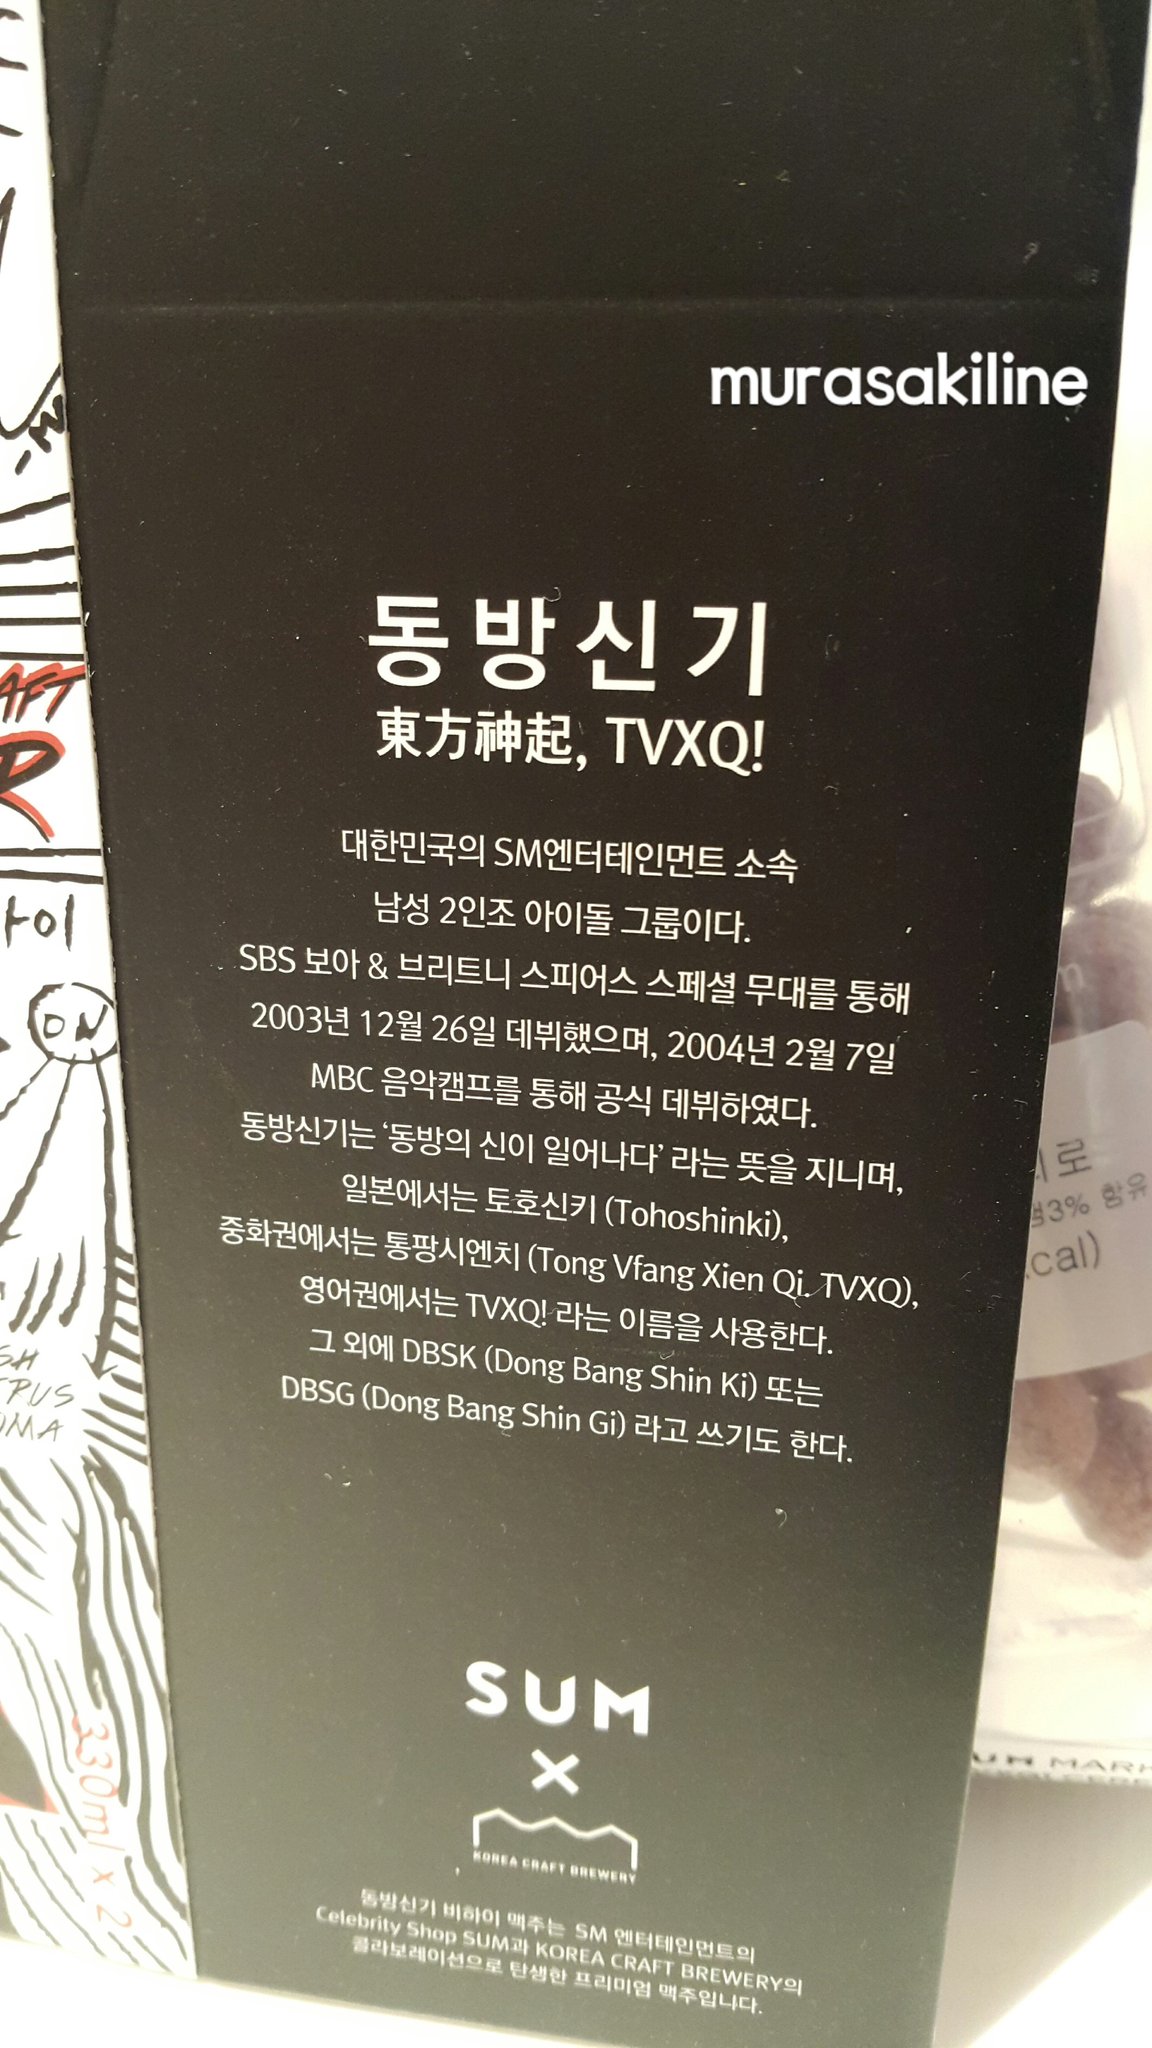 murasakiline
동방신기
東方神起, TVXQ!
대한민국의 SM엔터테인먼트 소속
남성 2인조 아이돌 그룹이다.
SBS 보아 & 브리트니 스피어스 스페셜 무대를 통해
2003년 12월 26일 데뷔했으며, 2004년 2월 7일
MBC 음악캠프를 통해 공식 데뷔하였다.
동방신기는 ‘동방의 신이 일어나다’ 라는 뜻을 지니며,
일본에서는 토호신키 (Tohoshinki),
중화권에서는 통팡시엔치 (Tong Vfang Xien Qi. TVXQ),
영어권에서는 TVXQ! 라는 이름을 사용한다.
그 외에 DBSK (Dong Bang Shin Ki) 또는
DBSG (Dong Bang Shin Gi) 라고 쓰기도 한다.
SUM
X
KOREA CRAFT BREWERY
동방신기 비하이 맥주는 SM 엔터테인먼트의
Celebrity Shop SUM과 KOREA CRAFT BREWERY의
콜라보레이션으로 탄생한 프리미엄 맥주입니다.
ON
330ml x 2
3% 함유